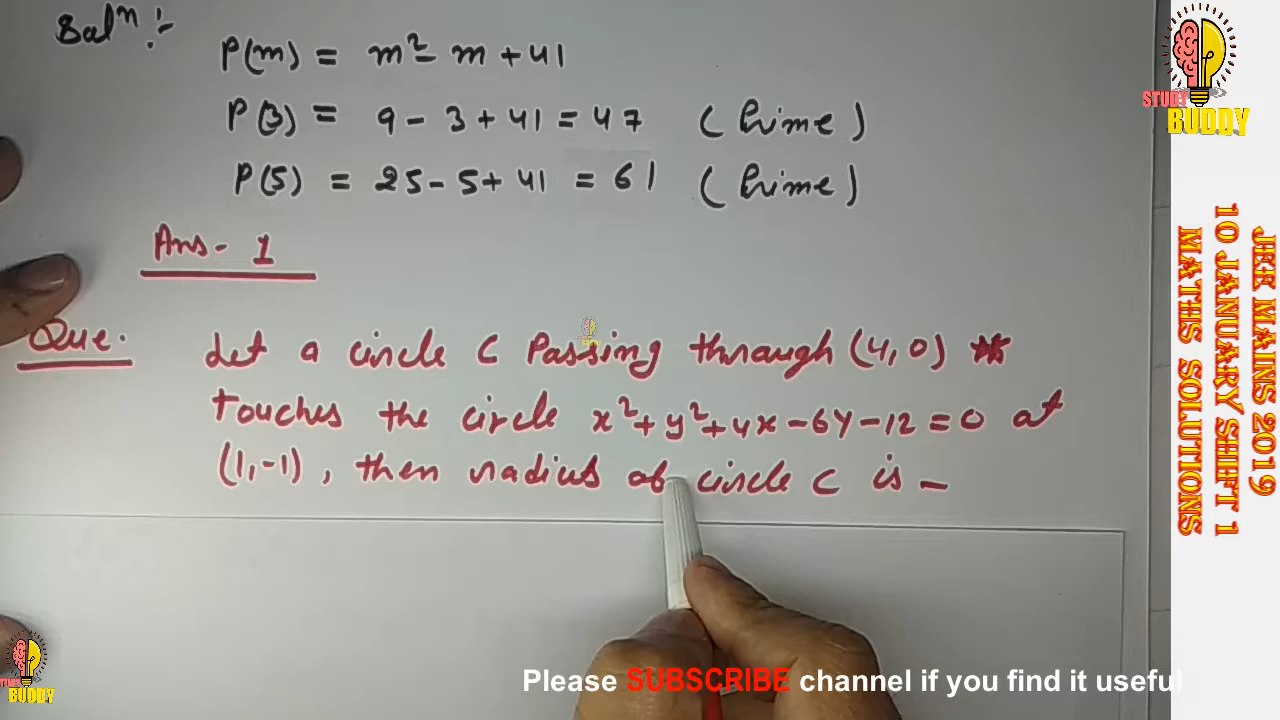 Solⁿ :-
P(m) = m² - m + 41
P(3) = 9 - 3 + 41 = 47 (Prime)
P(5) = 25 - 5 + 41 = 61 (Prime)
Ans - 1
Que. Let a circle C Passing through (4,0)
touches the circle x² + y² + 4x - 6y - 12 = 0 at
(1,-1), then radius of circle C is -
STUDY
BUDDY
JEE MAINS 2019
10 JANUARY SHIFT 1
MATHS SOLUTIONS
STUDY
BUDDY
Please SUBSCRIBE channel if you find it useful